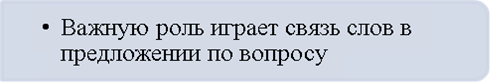 • Важную роль играет связь слов в
предложении по вопросу